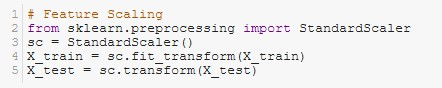 1 # Feature Scaling
2 from sklearn.preprocessing import StandardScaler
3 sc = StandardScaler()
4 X_train = sc.fit_transform(X_train)
5 X_test = sc.transform(X_test)